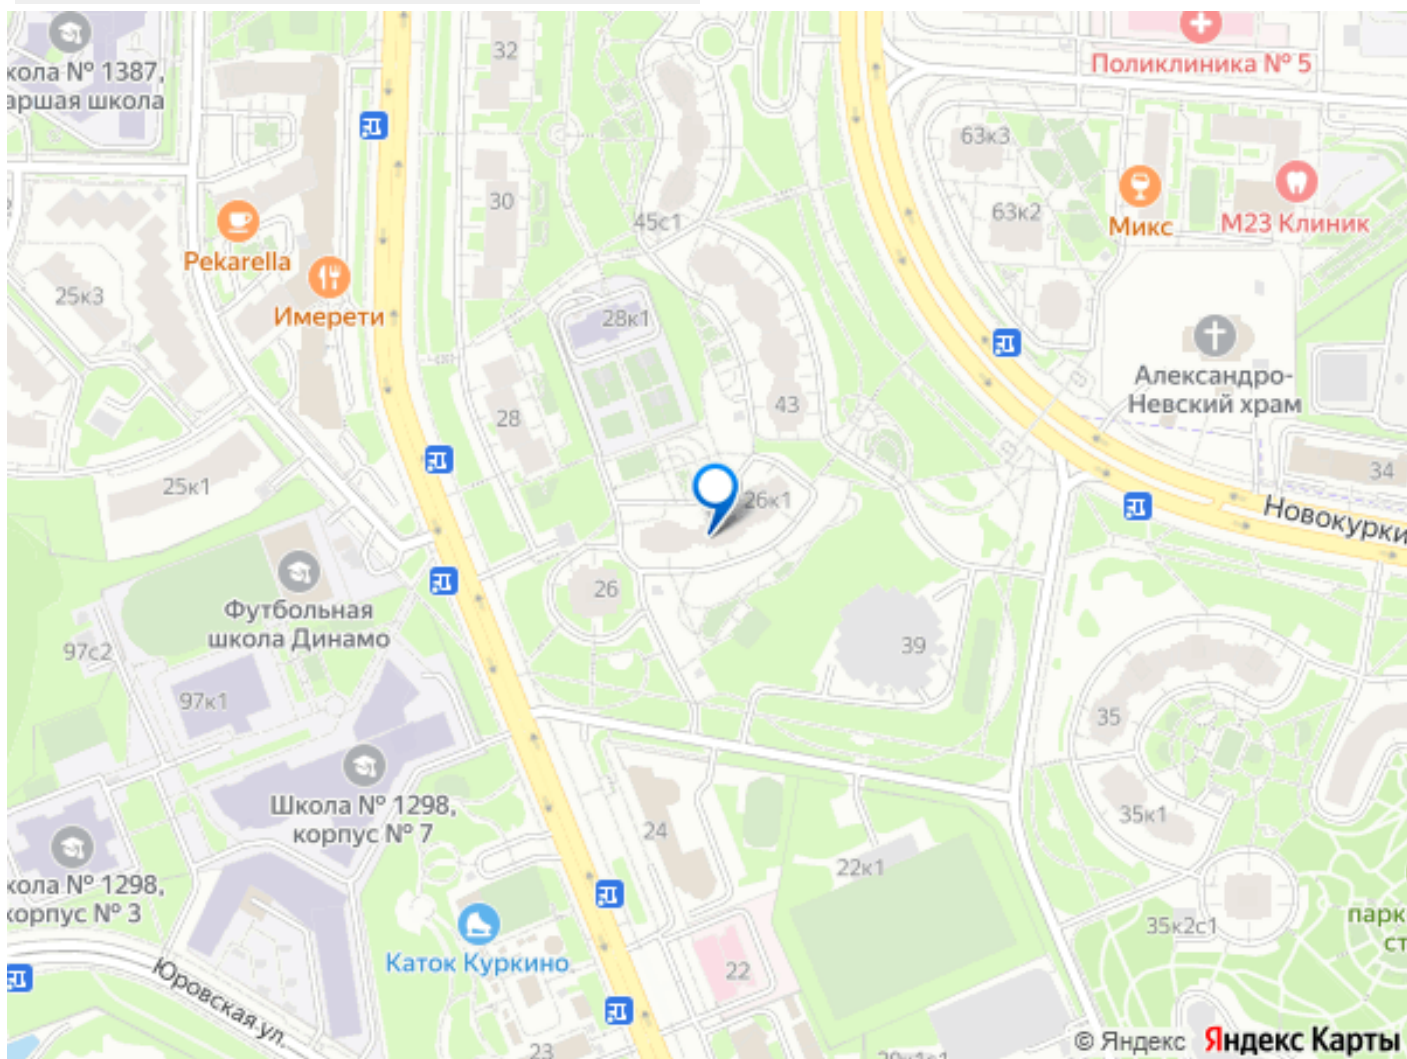 32
кола № 1387,
аршая школа
Поликлиника № 5
63к3
30
45с1
63к2
Микс
М23 Клиник
Pekarella
25к3
Имерети
28к1
Александро-
Невский храм
43
28
34
25к1
26к1
Новокурки
Футбольная
школа Динамо
26
39
97с2
97к1
35
Школа № 1298,
корпус № 7
24
35к1
22к1
кола № 1298,
корпус № 3
35к2с1
парк
ст
Каток Куркино
22
Юровская ул.
23
© Яндекс Яндекс Карты